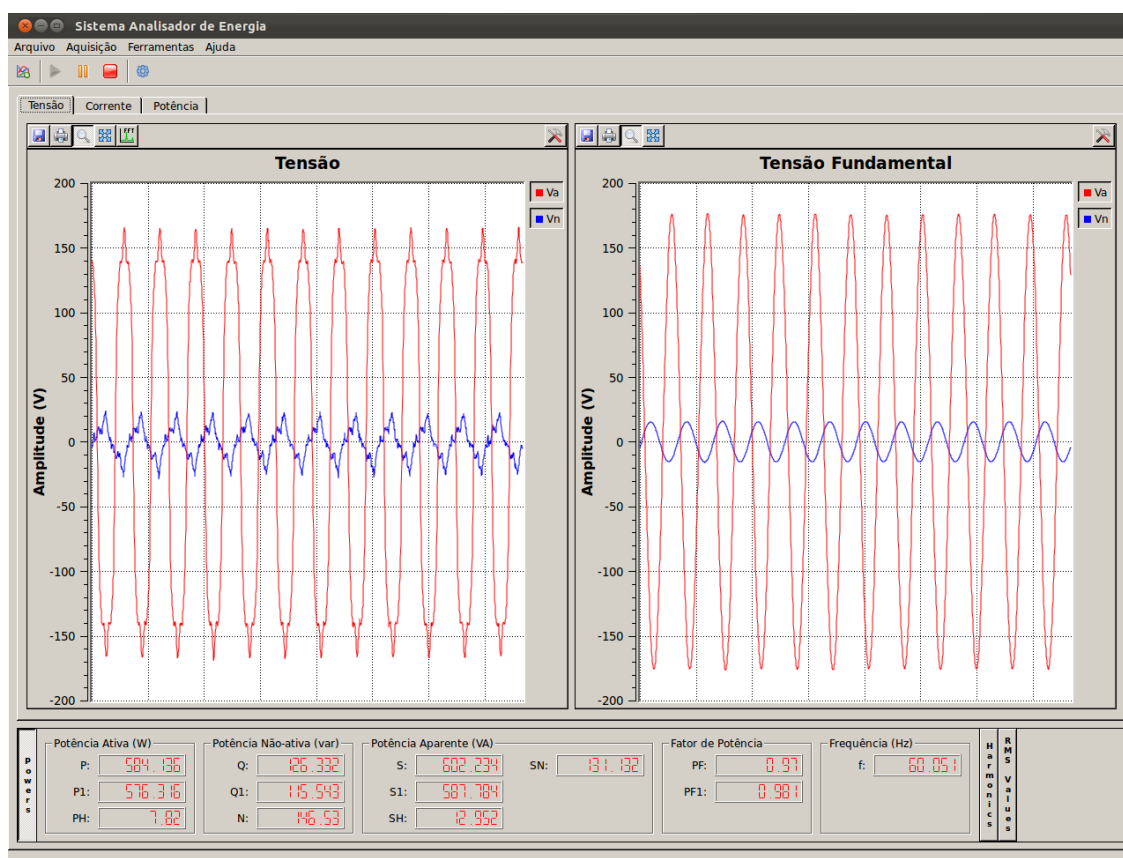 Sistema Analisador de Energia
Arquivo Aquisição Ferramentas Ajuda
Tensão Corrente Potência
FFT
Tensão
200
150
100
50
0
-50
-100
-150
-200
Amplitude (V)
Va
Vn
Tensão Fundamental
200
150
100
50
0
-50
-100
-150
-200
Amplitude (V)
Va
Vn
Powers
Potência Ativa (W)
P: 584.136
P1: 576.316
PH: 7.82
Potência Não-ativa (var)
Q: 126.332
Q1: 115.543
N: 146.53
Potência Aparente (VA)
S: 602.234
SN: 131.132
S1: 587.784
SH: 12.952
Fator de Potência
PF: 0.97
PF1: 0.981
Frequência (Hz)
f: 60.051
Harmonics
RMS Values